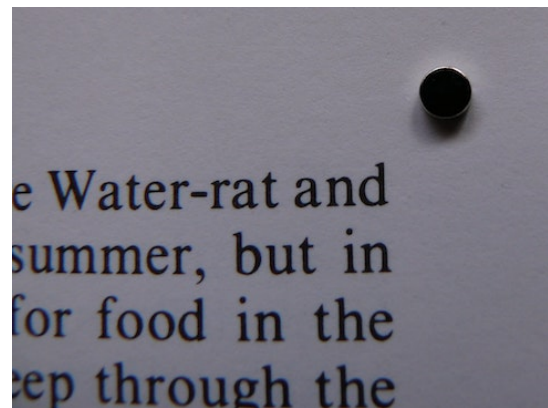 e Water-rat and
summer, but in
for food in the
eep through the